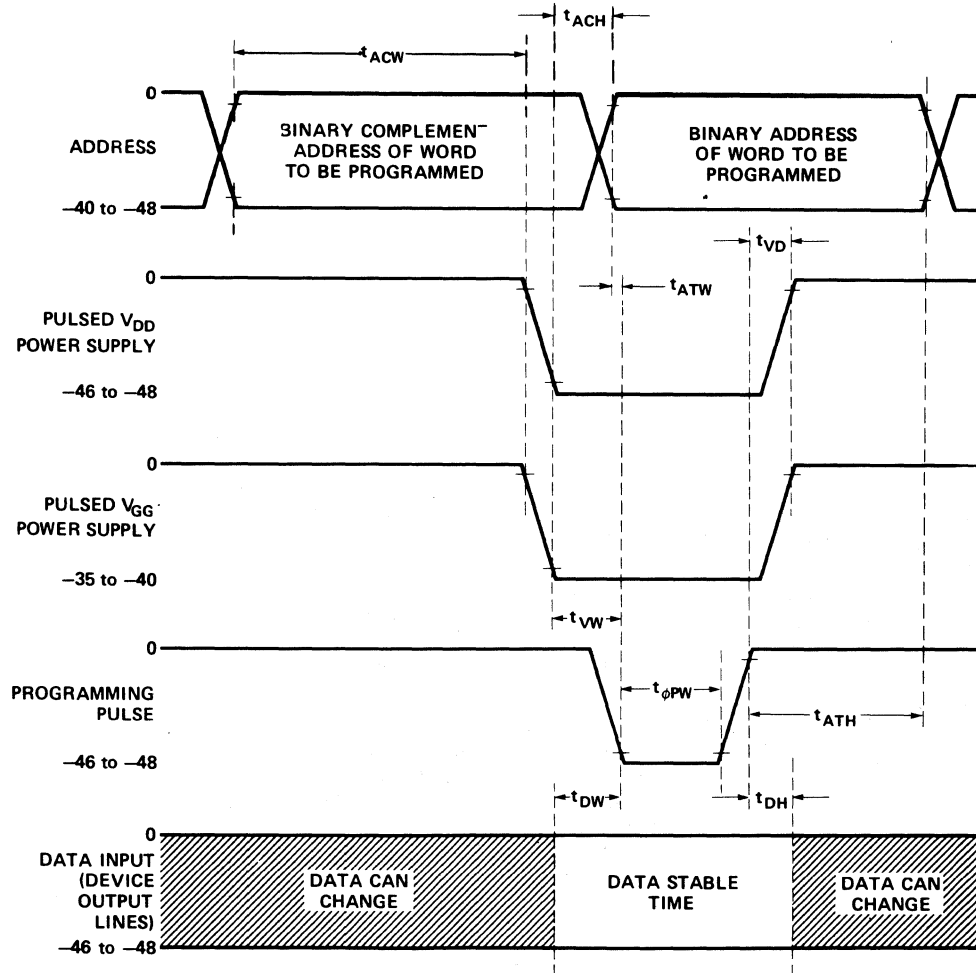 tACH
tACW
0
ADDRESS
BINARY COMPLEMENT
ADDRESS OF WORD
TO BE PROGRAMMED
BINARY ADDRESS
OF WORD TO BE
PROGRAMMED
−40 to −48
tVD
0
tATW
PULSED VDD
POWER SUPPLY
−46 to −48
0
PULSED VGG
POWER SUPPLY
−35 to −40
tVW
0
PROGRAMMING
PULSE
tϕPW
tATH
−46 to −48
tDW
tDH
0
DATA INPUT
(DEVICE
OUTPUT
LINES)
DATA CAN
CHANGE
DATA STABLE
TIME
DATA CAN
CHANGE
−46 to −48